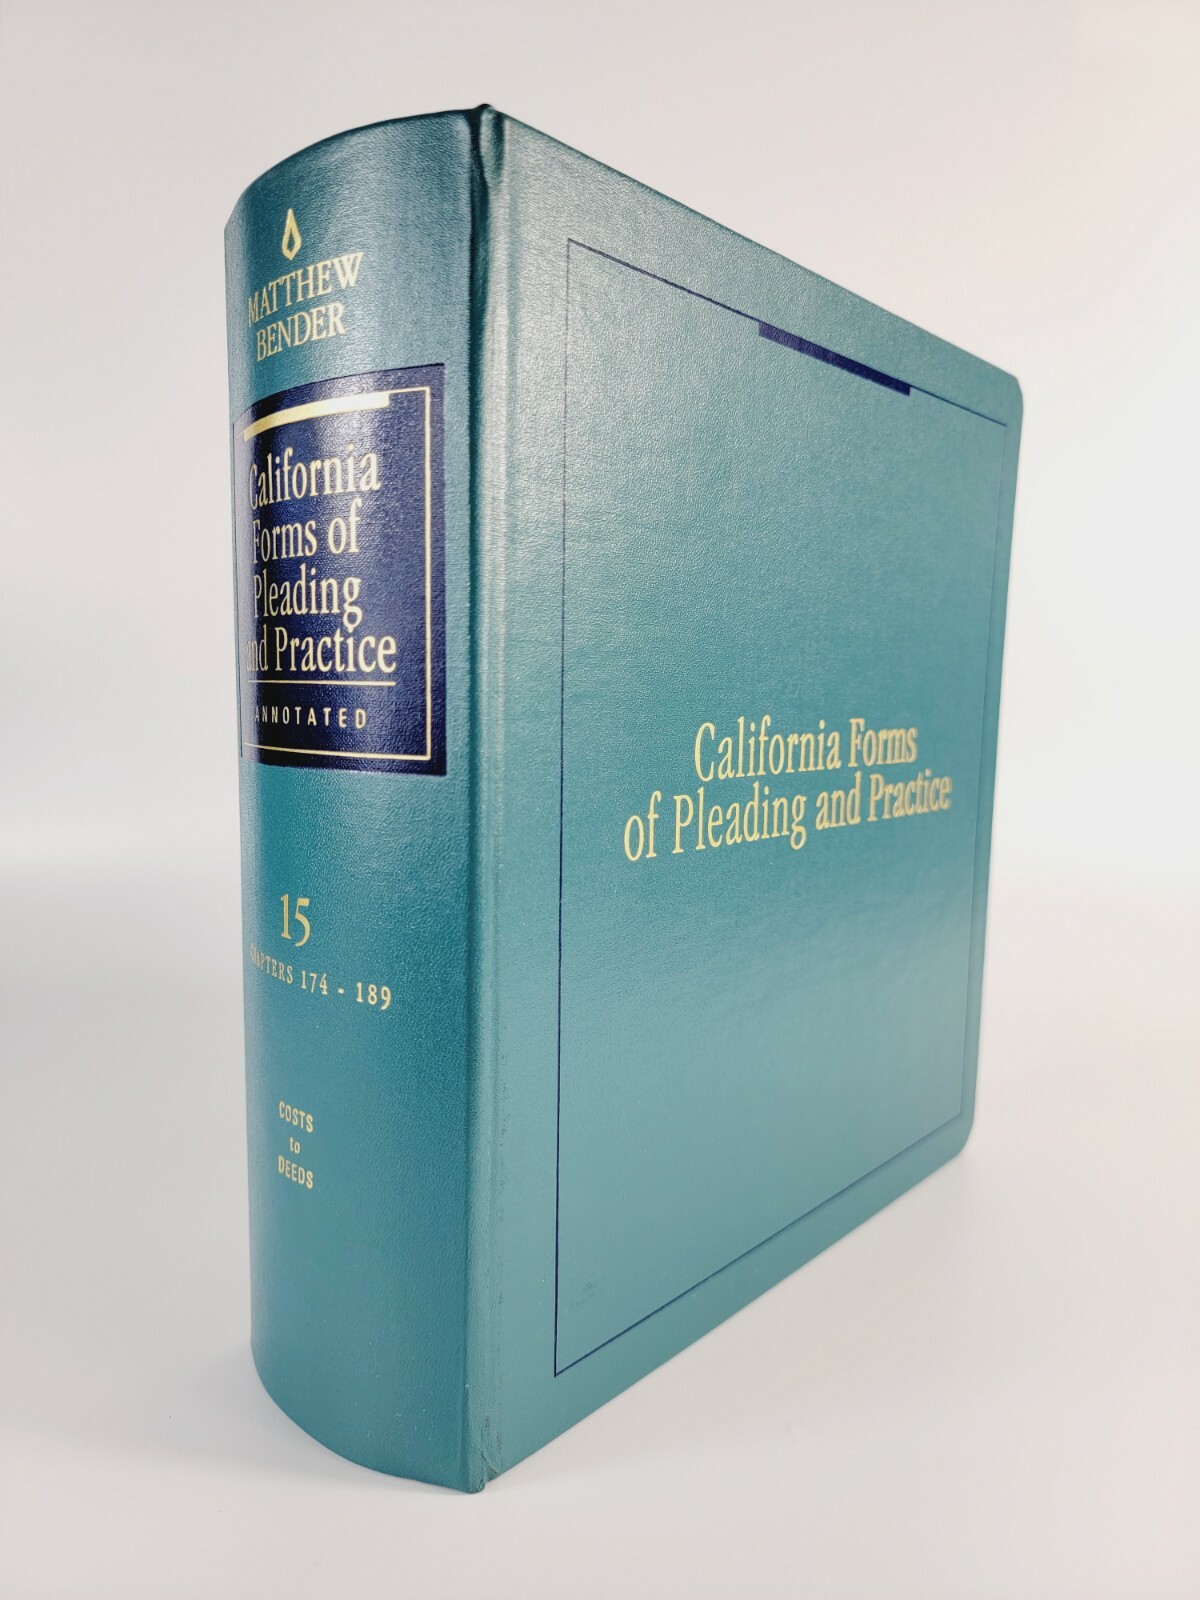 MATTHEW
BENDER
California
Forms of
Pleading
and Practice
ANNOTATED
15
CHAPTERS 174 - 189
COSTS
to
DEEDS
California Forms
of Pleading and Practice